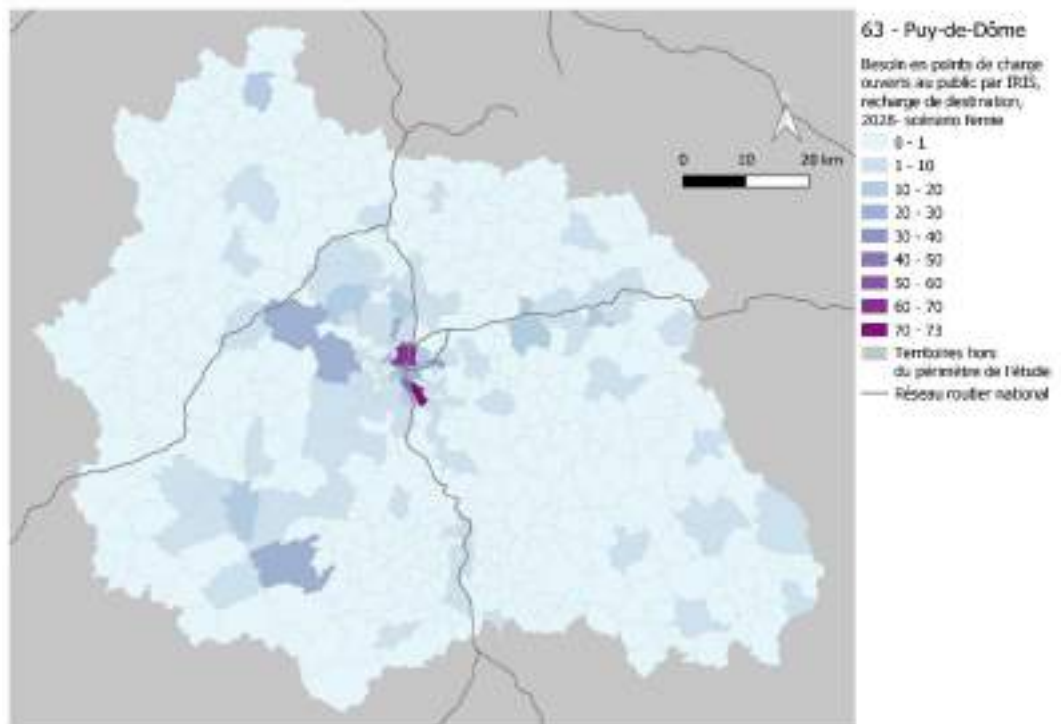 63 - Puy-de-Dôme
Besoin en points de charge
ouverts au public par IRIS,
recharge de destination,
2028- scénario
0 - 1
1 - 10
10 - 20
20 - 30
30 - 40
40 - 50
50 - 60
60 - 70
70 - 73
Territoires hors
du périmètre de l'étude
Réseau routier national
0 10 20 km